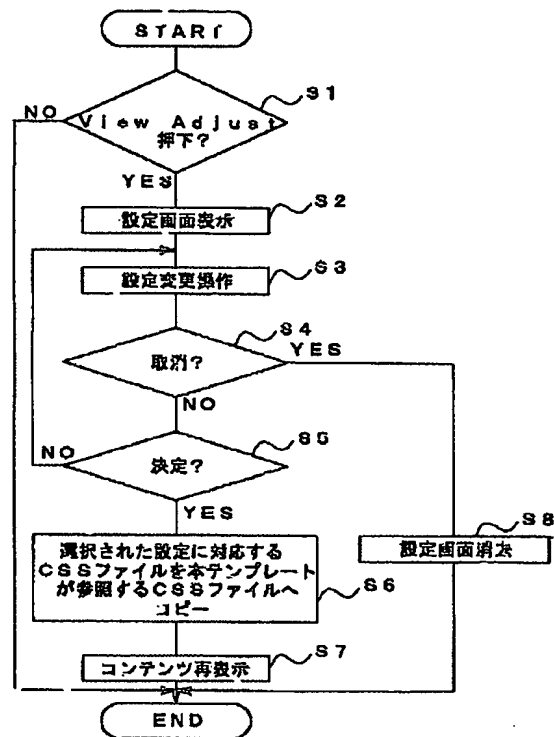 START
S1
NO
View Adjust
押下?
YES
S2
設定画面表示
S3
設定変更操作
S4
取消?
YES
NO
S5
NO
決定?
YES
S8
設定画面消去
選択された設定に対応する
CSSファイルを本テンプレート
が参照するCSSファイルへ
コピー
S6
S7
コンテンツ再表示
END